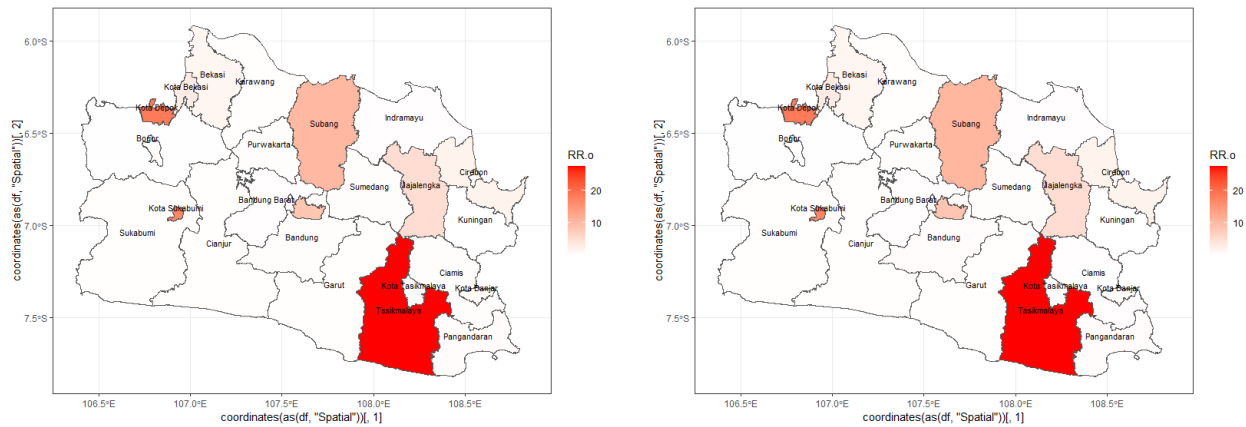 6.0°S
6.5°S
7.0°S
7.5°S
coordinates(as(df, "Spatial"))[, 2]
Bekasi
Karawang
Kota Bekasi
Kota Depok
Subang
Indramayu
Bogor
Purwakarta
Cirebon
Majalengka
Sumedang
Bandung Barat
Kota Sukabumi
Kuningan
Sukabumi
Cianjur
Bandung
Ciamis
Garut
Kota Tasikmalaya
Kota Banjar
Tasikmalaya
Pangandaran
106.5°E 107.0°E 107.5°E 108.0°E 108.5°E
coordinates(as(df, "Spatial"))[, 1]
RR.o
20
10
6.0°S
6.5°S
7.0°S
7.5°S
coordinates(as(df, "Spatial"))[, 2]
Bekasi
Karawang
Kota Bekasi
Kota Depok
Subang
Indramayu
Bogor
Purwakarta
Cirebon
Majalengka
Sumedang
Bandung Barat
Kota Sukabumi
Kuningan
Sukabumi
Cianjur
Bandung
Ciamis
Garut
Kota Tasikmalaya
Kota Banjar
Tasikmalaya
Pangandaran
106.5°E 107.0°E 107.5°E 108.0°E 108.5°E
coordinates(as(df, "Spatial"))[, 1]
RR.o
20
10